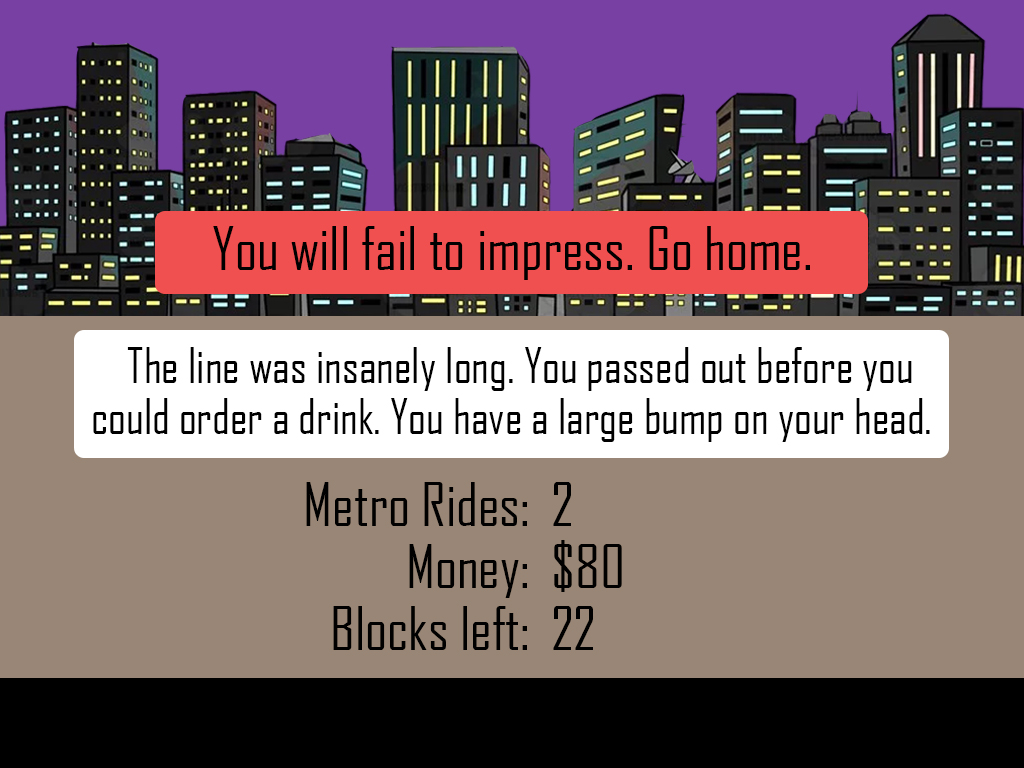 You will fail to impress. Go home.
The line was insanely long. You passed out before you
could order a drink. You have a large bump on your head.
Metro Rides: 2
Money: $80
Blocks left: 22